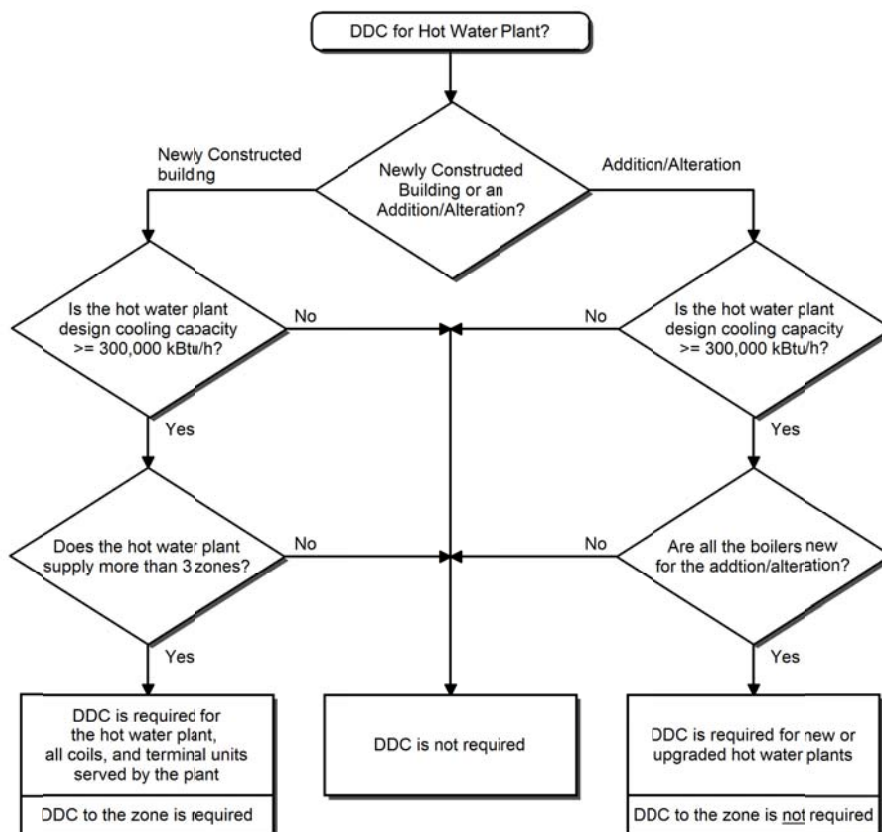 DDC for Hot Water Plant?
Newly Constructed
building
Newly Constructed
Building or an
Addition/Alteration?
Addition/Alteration
Is the hot water plant
design cooling capacity
>= 300,000 kBtu/h?
No
No
Is the hot water plant
design cooling capacity
>= 300,000 kBtu/h?
Yes
Yes
Does the hot water plant
supply more than 3 zones?
No
No
Are all the boilers new
for the addtion/alteration?
Yes
Yes
DDC is required for
the hot water plant,
all coils, and terminal units
served by the plant
DDC to the zone is required
DDC is not required
DDC is required for new or
upgraded hot water plants
DDC to the zone is not required